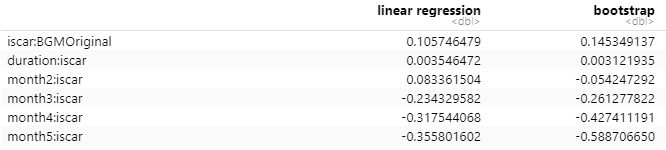 linear regression bootstrap
<dbl> <dbl>
iscar:BGMOriginal 0.105746479 0.145349137
duration:iscar 0.003546472 0.003121935
month2:iscar 0.083361504 -0.054247292
month3:iscar -0.234329582 -0.261277822
month4:iscar -0.317544068 -0.427411191
month5:iscar -0.355801602 -0.588706650